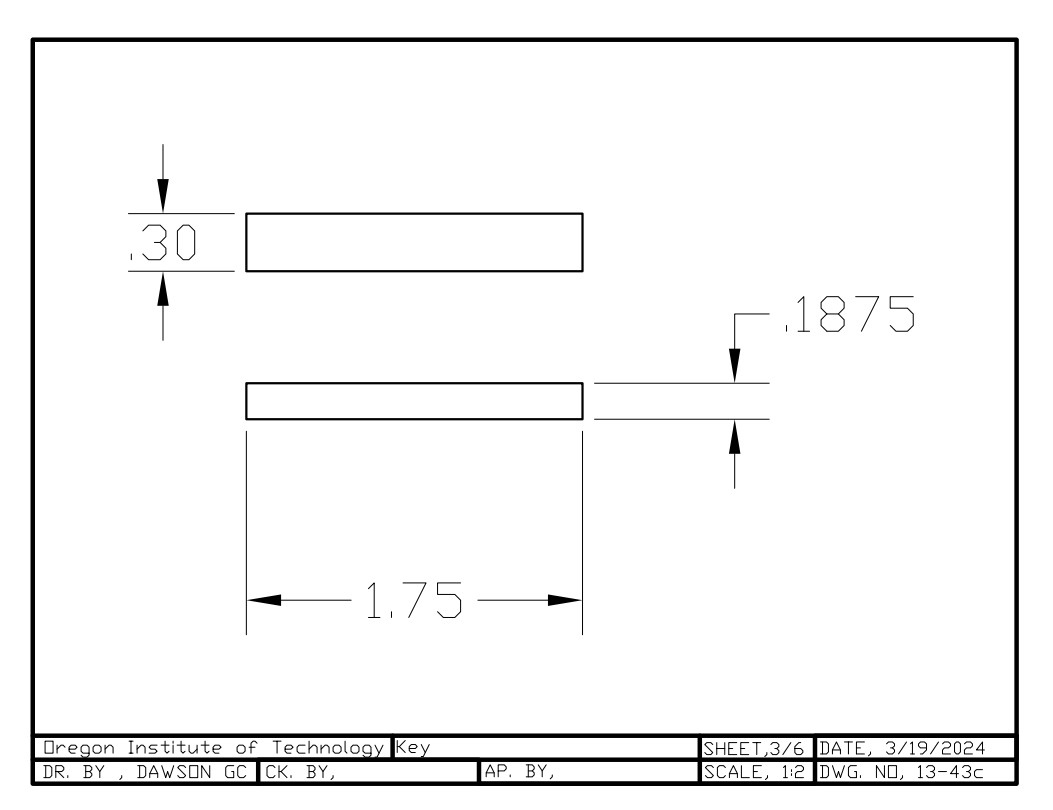 .30
.1875
1.75
Oregon Institute of Technology Key SHEET,3/6 DATE, 3/19/2024
DR. BY , DAWSON GC CK. BY, AP. BY, SCALE, 1:2 DWG. NO, 13-43c